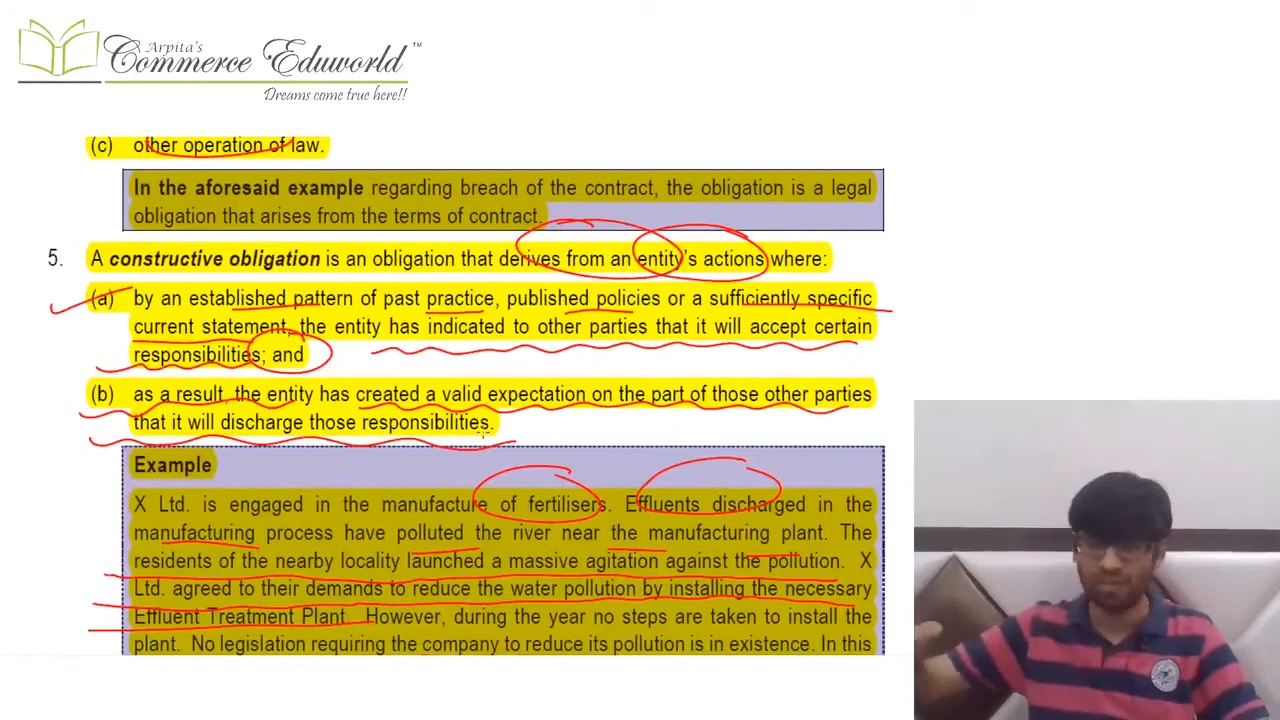 Arpita's
Commerce Eduworld™
Dreams come true here!!
(c) other operation of law.
In the aforesaid example regarding breach of the contract, the obligation is a legal
obligation that arises from the terms of contract.
5. A constructive obligation is an obligation that derives from an entity's actions where:
(a) by an established pattern of past practice, published policies or a sufficiently specific
current statement, the entity has indicated to other parties that it will accept certain
responsibilities; and
(b) as a result, the entity has created a valid expectation on the part of those other parties
that it will discharge those responsibilities.
Example
X Ltd. is engaged in the manufacture of fertilisers. Effluents discharged in the
manufacturing process have polluted the river near the manufacturing plant. The
residents of the nearby locality launched a massive agitation against the pollution. X
Ltd. agreed to their demands to reduce the water pollution by installing the necessary
Effluent Treatment Plant. However, during the year no steps are taken to install the
plant. No legislation requiring the company to reduce its pollution is in existence. In this